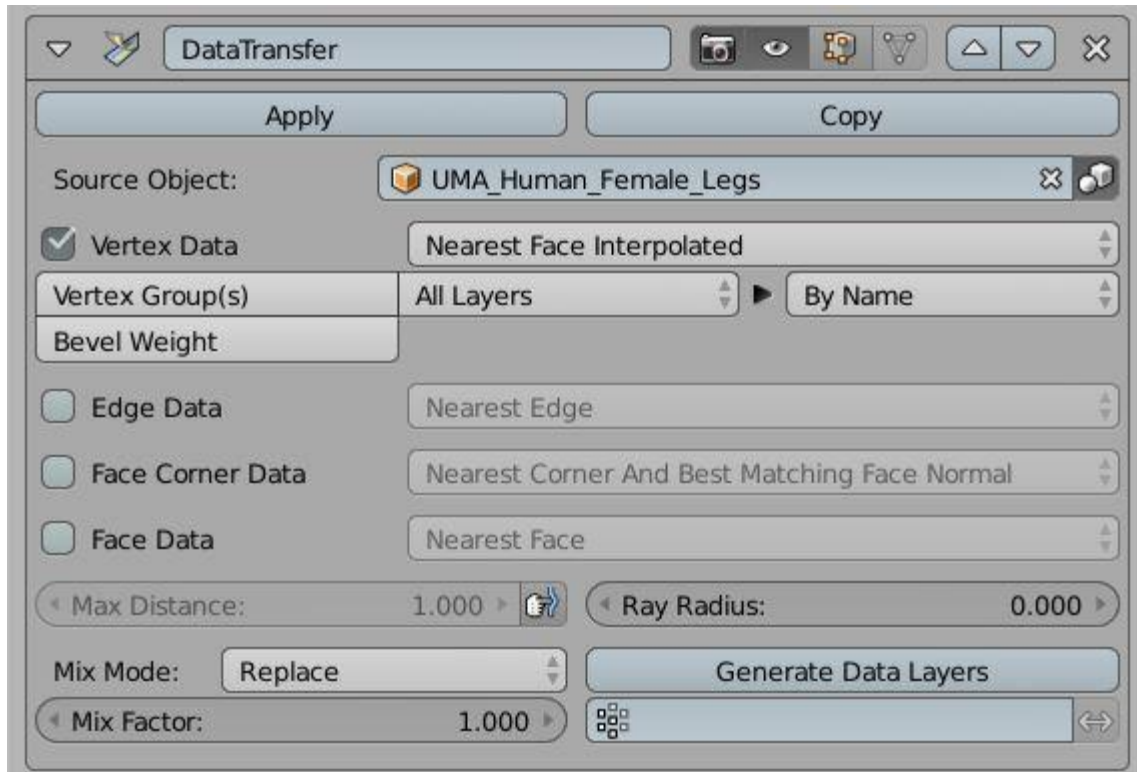 DataTransfer
Apply Copy
Source Object: UMA_Human_Female_Legs
Vertex Data Nearest Face Interpolated
Vertex Group(s) All Layers By Name
Bevel Weight
Edge Data Nearest Edge
Face Corner Data Nearest Corner And Best Matching Face Normal
Face Data Nearest Face
Max Distance: 1.000 Ray Radius: 0.000
Mix Mode: Replace Generate Data Layers
Mix Factor: 1.000